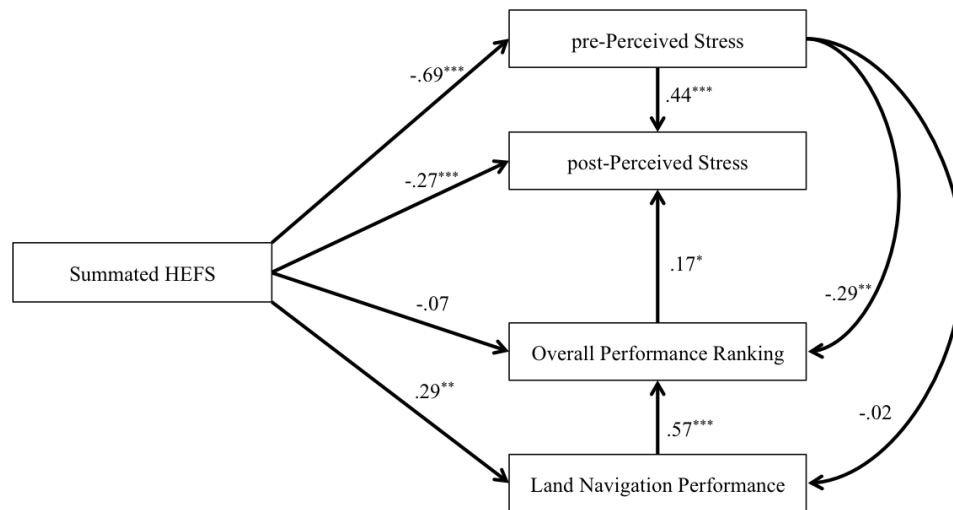 pre-Perceived Stress
-.69***
.44***
post-Perceived Stress
-.27***
Summated HEFS
.17*
-.29**
-.07
Overall Performance Ranking
.29**
.57***
-.02
Land Navigation Performance